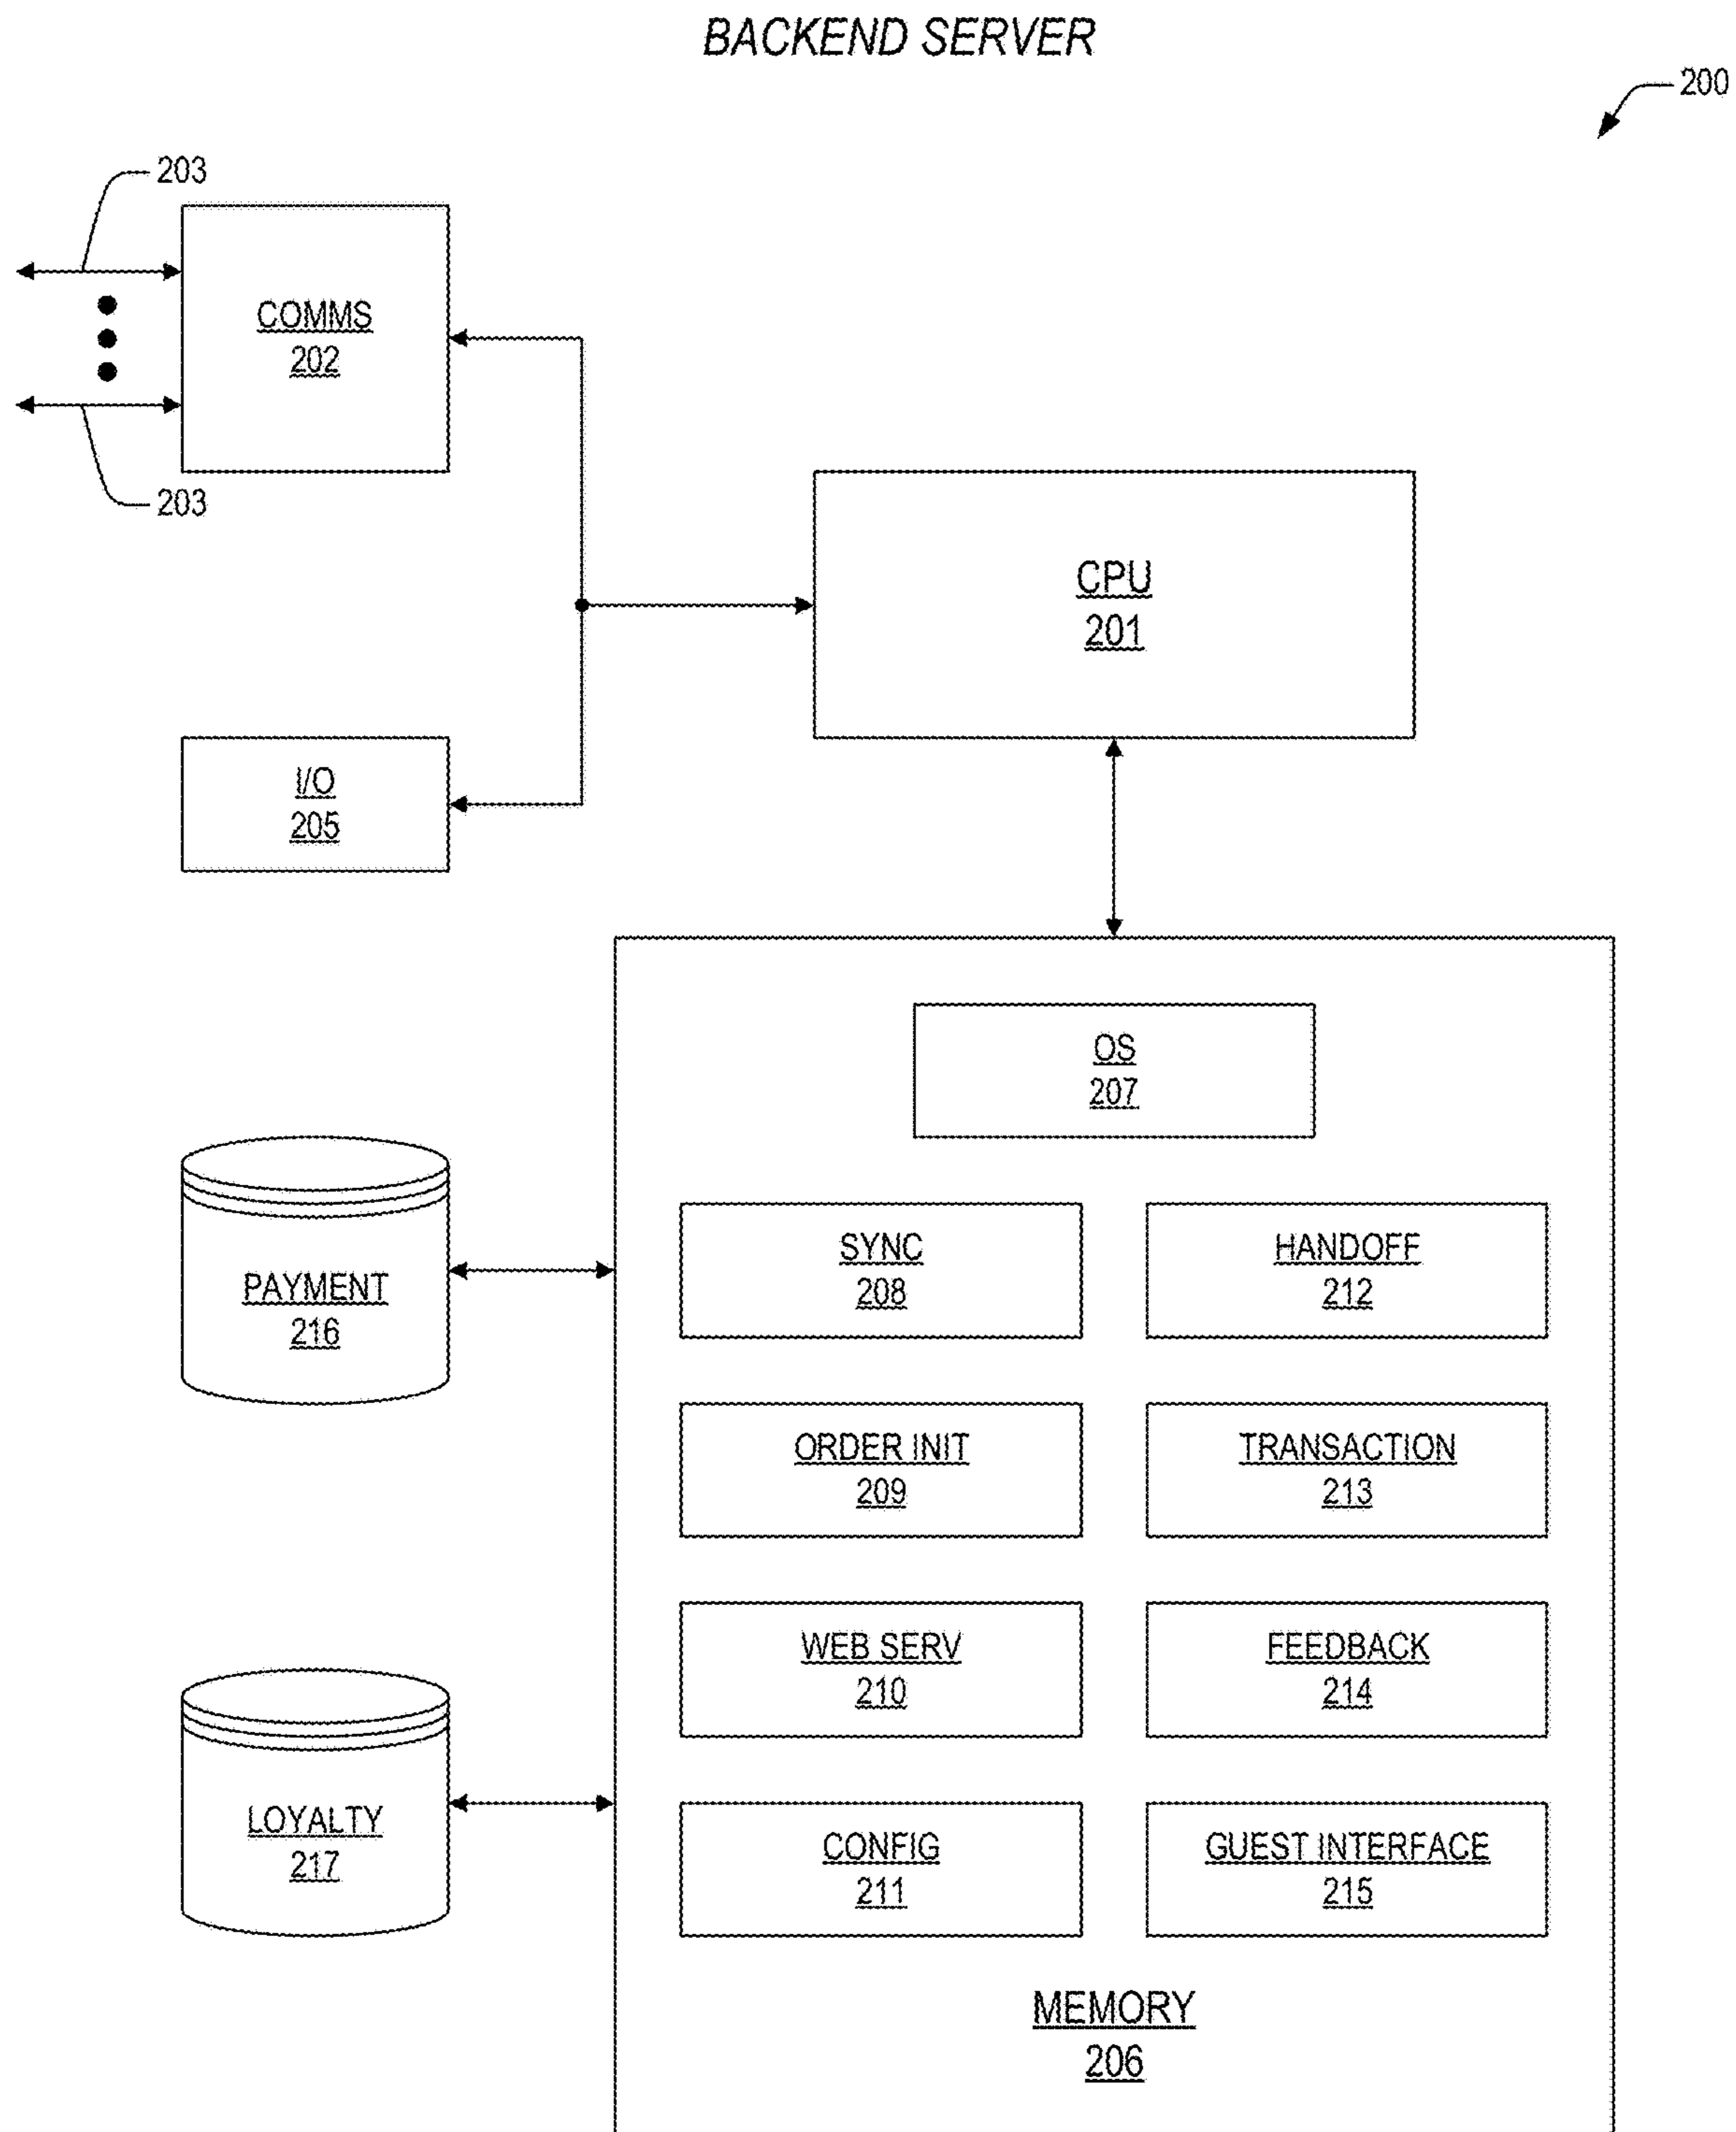 BACKEND SERVER
200
203
COMMS
202
203
CPU
201
I/O
205
OS
207
PAYMENT
216
SYNC
208
HANDOFF
212
ORDER INIT
209
TRANSACTION
213
WEB SERV
210
FEEDBACK
214
LOYALTY
217
CONFIG
211
GUEST INTERFACE
215
MEMORY
206